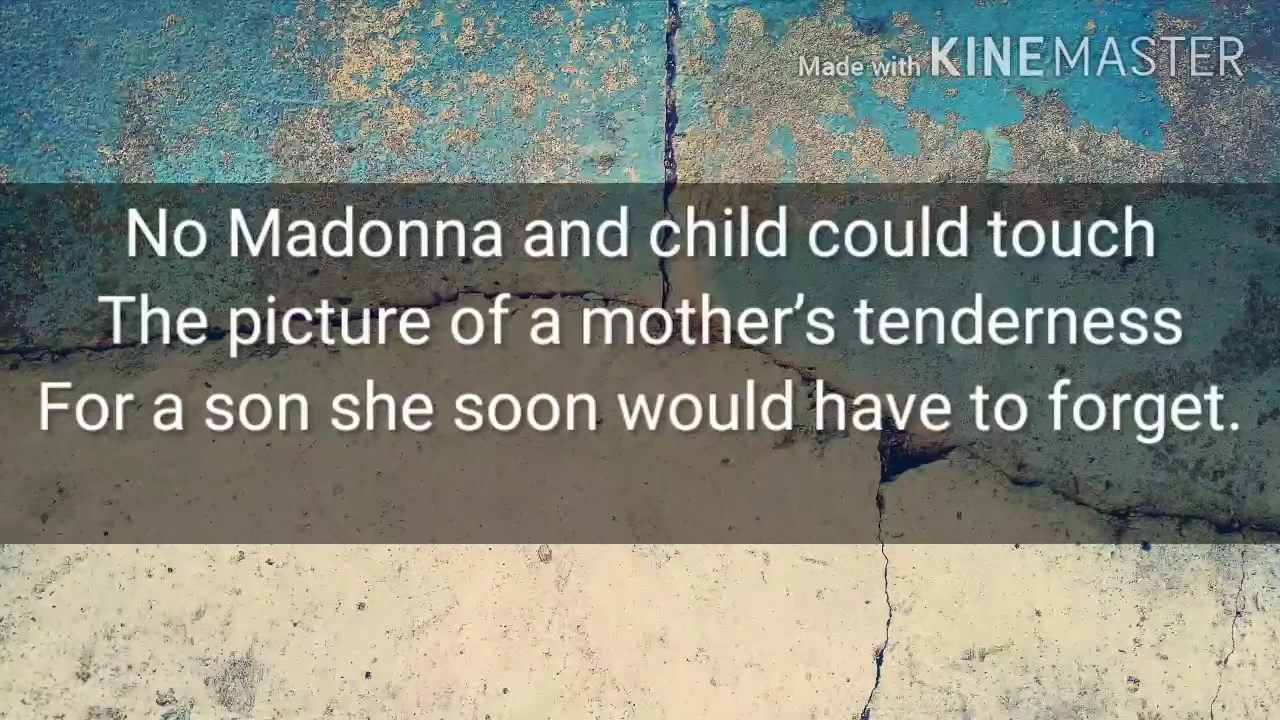 Made with KINEMASTER
No Madonna and child could touch
The picture of a mother’s tenderness
For a son she soon would have to forget.